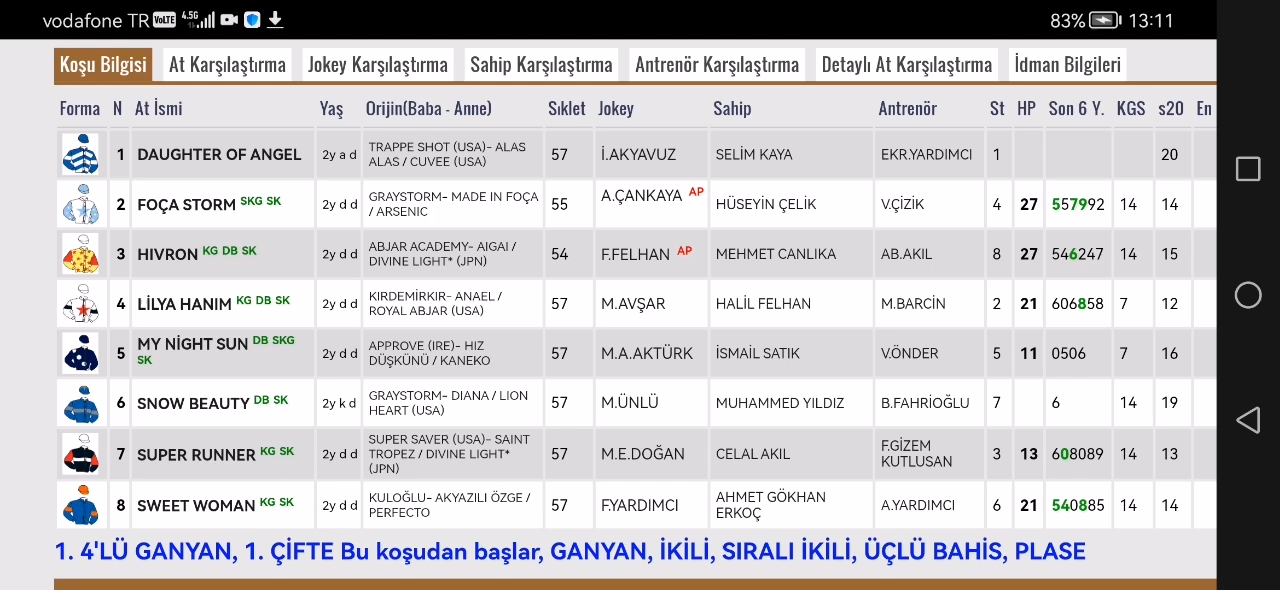 vodafone TR VoLTE 4.5G 83% 13:11
Koşu Bilgisi At Karşılaştırma Jokey Karşılaştırma Sahip Karşılaştırma Antrenör Karşılaştırma Detaylı At Karşılaştırma İdman Bilgileri
Forma N At İsmi Yaş Orijin(Baba - Anne) Sıklet Jokey Sahip Antrenör St HP Son 6 Y. KGS s20 En
1 DAUGHTER OF ANGEL 2y a d TRAPPE SHOT (USA)- ALAS ALAS / CUVEE (USA) 57 İ.AKYAVUZ SELİM KAYA EKR.YARDIMCI 1 20
2 FOÇA STORM SKG SK 2y d d GRAYSTORM- MADE IN FOÇA / ARSENIC 55 A.ÇANKAYA AP HÜSEYİN ÇELİK V.ÇİZİK 4 27 557992 14 14
3 HIVRON KG DB SK 2y d d ABJAR ACADEMY- AIGAI / DIVINE LIGHT* (JPN) 54 F.FELHAN AP MEHMET CANLIKA AB.AKIL 8 27 546247 14 15
4 LİLYA HANIM KG DB SK 2y d d KIRDEMİRKIR- ANAEL / ROYAL ABJAR (USA) 57 M.AVŞAR HALİL FELHAN M.BARCİN 2 21 606858 7 12
5 MY NİGHT SUN DB SKG SK 2y d d APPROVE (IRE)- HIZ DÜŞKÜNÜ / KANEKO 57 M.A.AKTÜRK İSMAİL SATIK V.ÖNDER 5 11 0506 7 16
6 SNOW BEAUTY DB SK 2y k d GRAYSTORM- DIANA / LION HEART (USA) 57 M.ÜNLÜ MUHAMMED YILDIZ B.FAHRİOĞLU 7 6 14 19
7 SUPER RUNNER KG SK 2y d d SUPER SAVER (USA)- SAINT TROPEZ / DIVINE LIGHT* (JPN) 57 M.E.DOĞAN CELAL AKIL F.GİZEM KUTLUSAN 3 13 608089 14 13
8 SWEET WOMAN KG SK 2y d d KULOĞLU- AKYAZILI ÖZGE / PERFECTO 57 F.YARDIMCI AHMET GÖKHAN ERKOÇ A.YARDIMCI 6 21 540885 14 14
1. 4'LÜ GANYAN, 1. ÇİFTE Bu koşudan başlar, GANYAN, İKİLİ, SIRALI İKİLİ, ÜÇLÜ BAHİS, PLASE